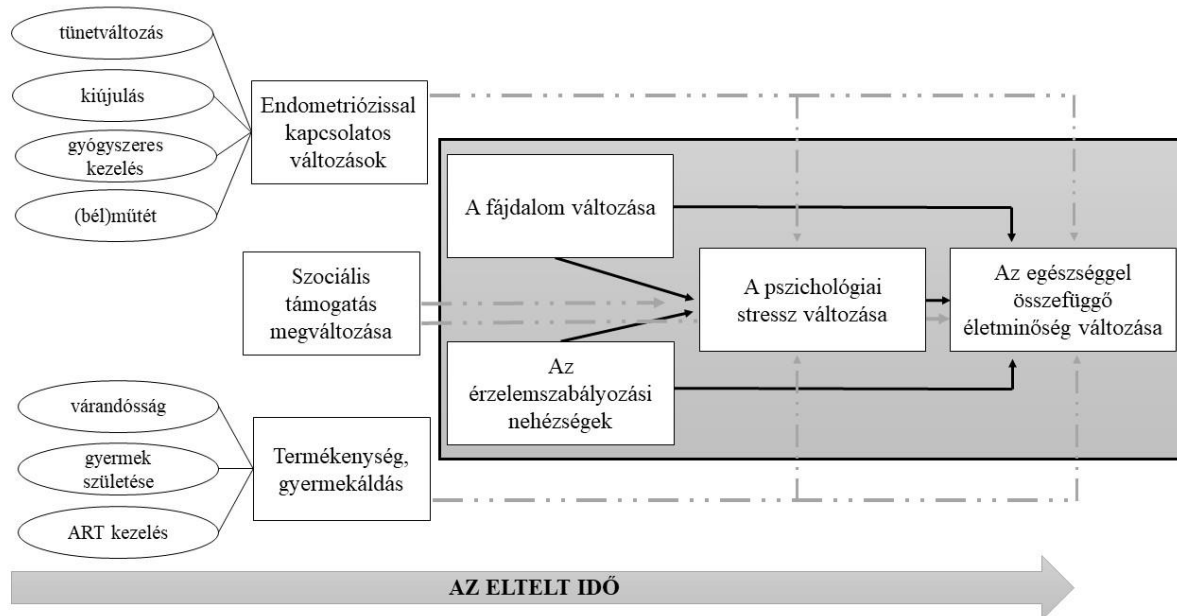 tünetváltozás
kiújulás
gyógyszeres
kezelés
(bél)műtét
Endometriózissal
kapcsolatos
változások
A fájdalom változása
Szociális
támogatás
megváltozása
A pszichológiai
stressz változása
Az egészséggel
összefüggő
életminőség változása
Az
érzelemszabályozási
nehézségek
várandósság
gyermek
születése
ART kezelés
Termékenység,
gyermekáldás
AZ ELTELT IDŐ